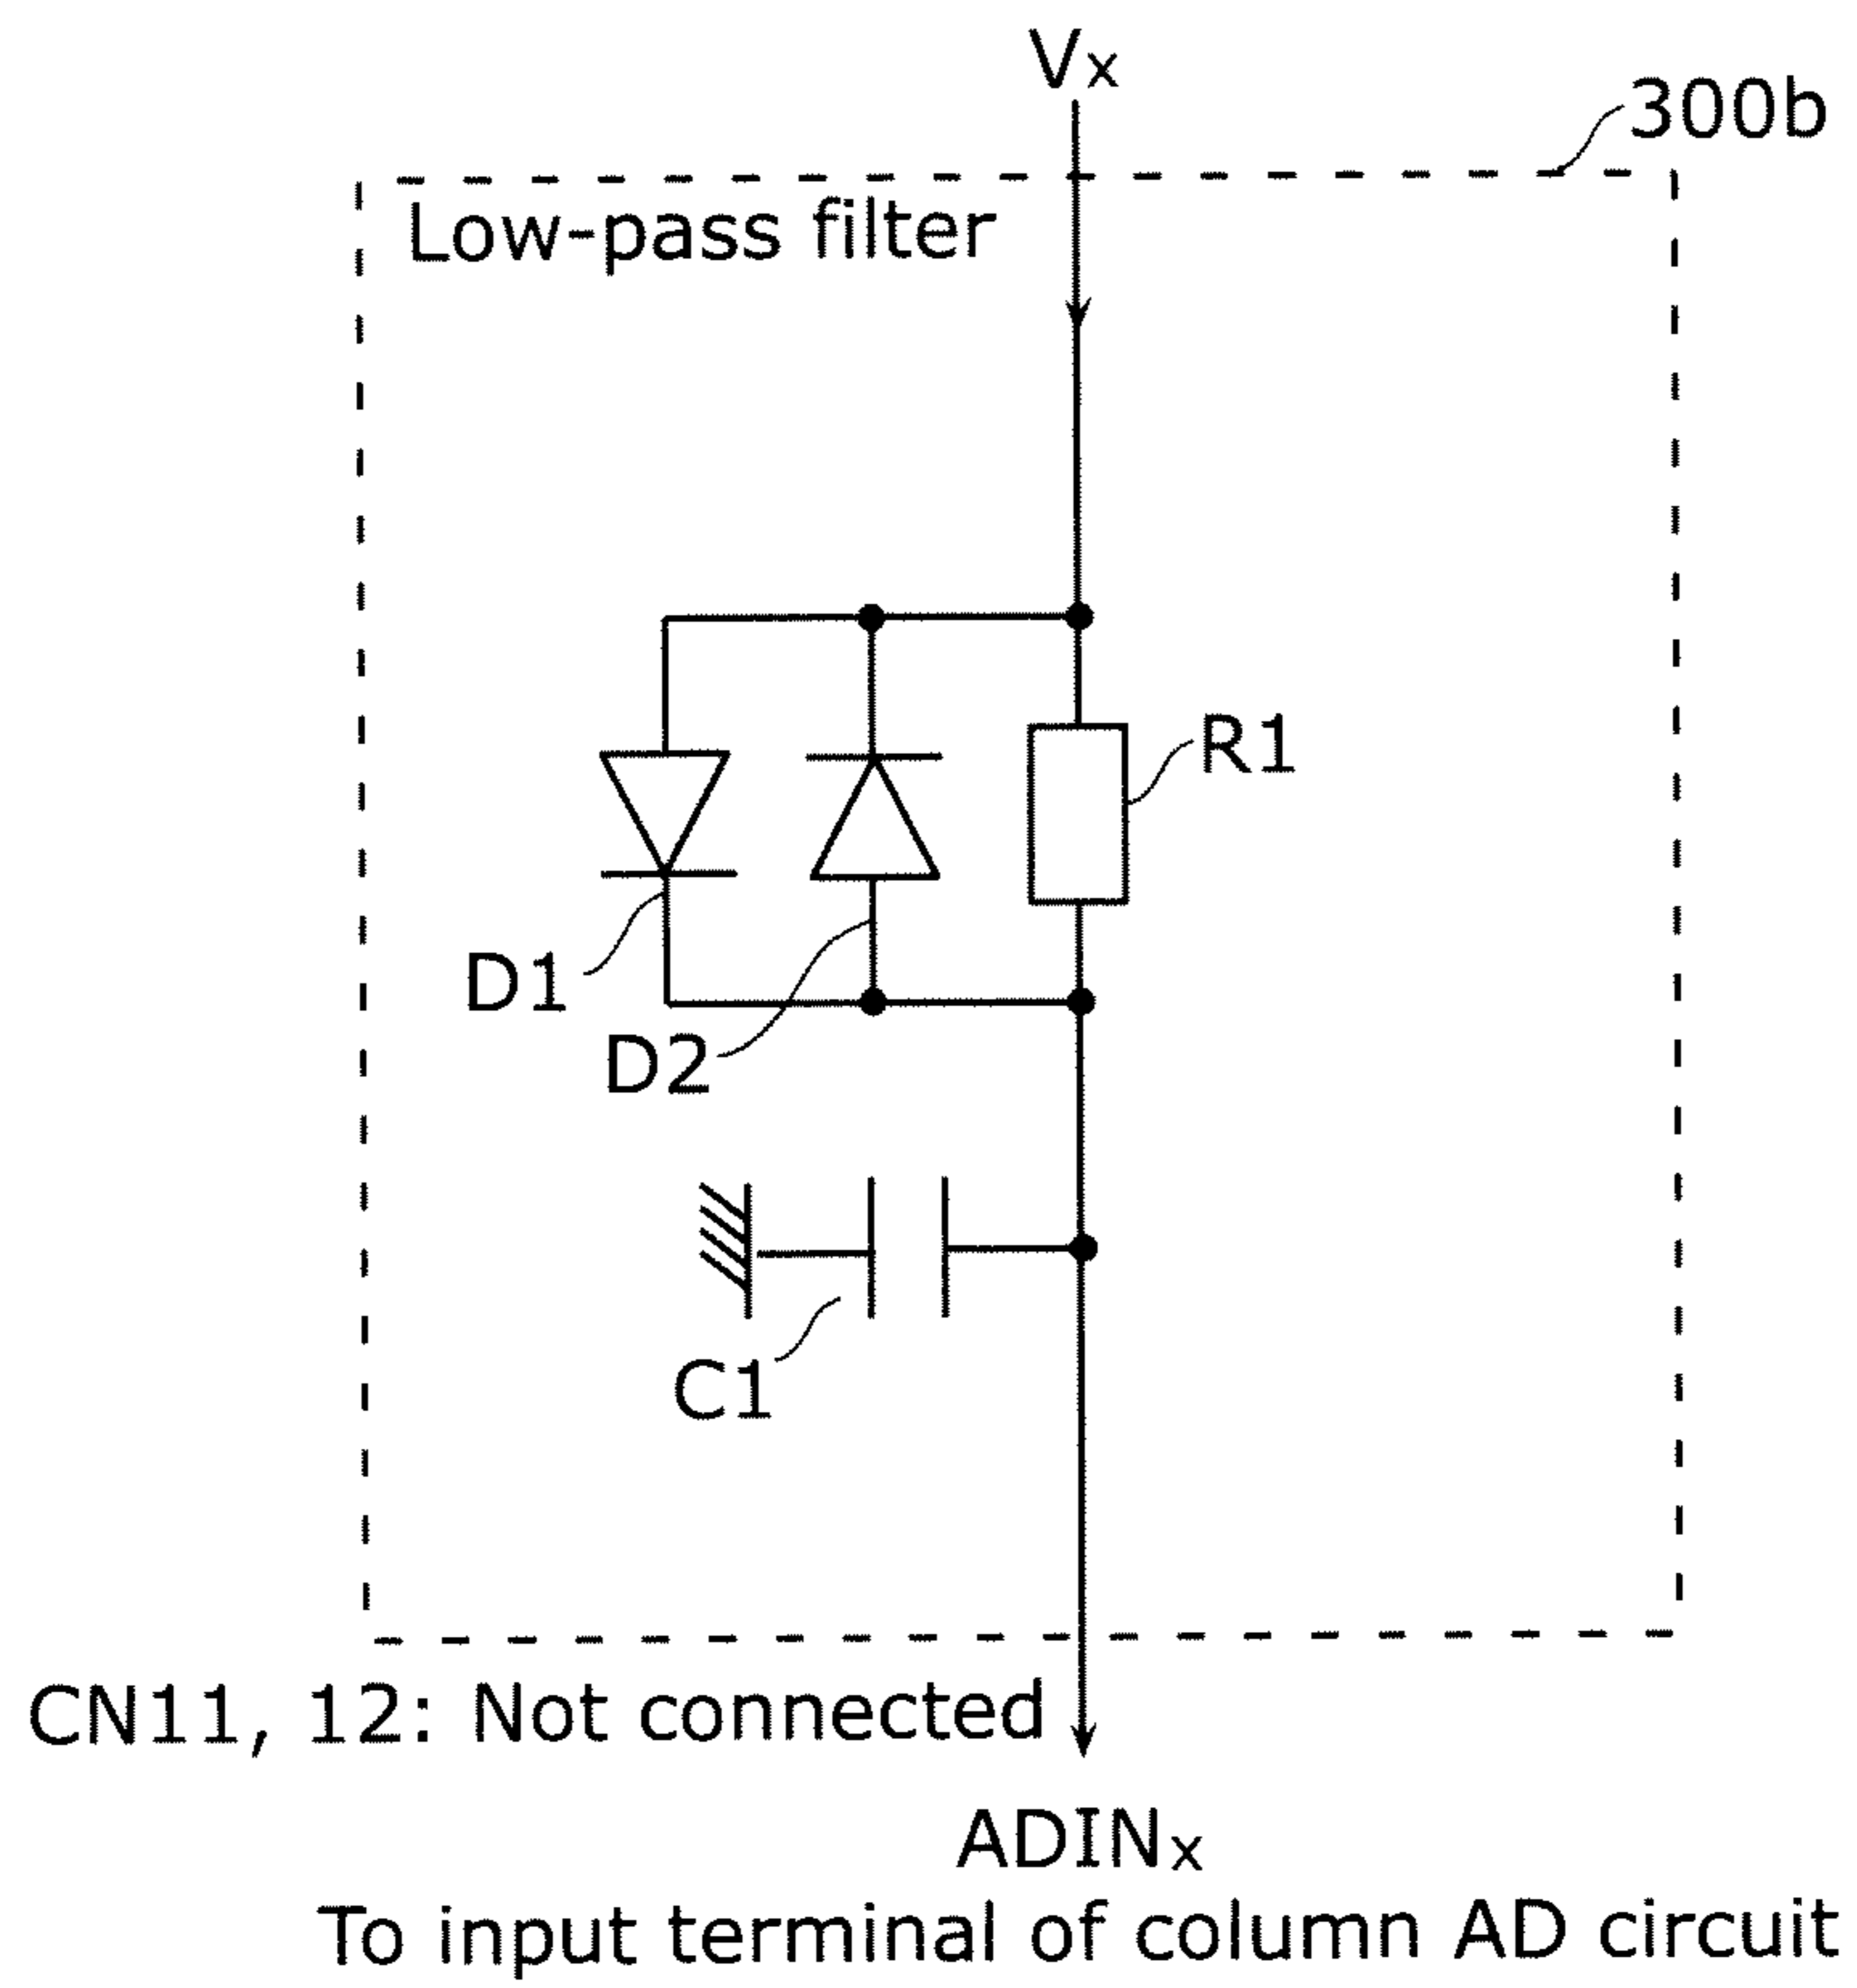 Vx
300b
Low-pass filter
R1
D1
D2
C1
CN11, 12: Not connected
ADINx
To input terminal of column AD circuit